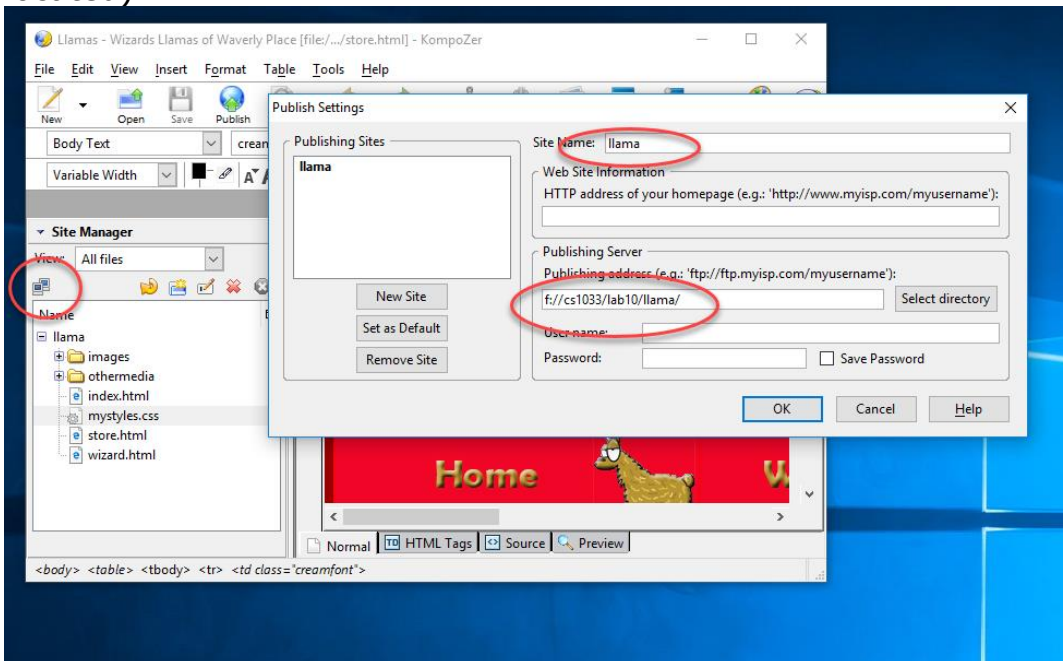 Llamas - Wizards Llamas of Waverly Place [file:/.../store.html] - KompoZer
File Edit View Insert Format Table Tools Help
New Open Save Publish
Body Text
Variable Width
Publish Settings
Publishing Sites
llama
New Site
Set as Default
Remove Site
Site Name: llama
Web Site Information
HTTP address of your homepage (e.g.: 'http://www.myisp.com/myusername'):
Publishing Server
Publishing address (e.g.: 'ftp://ftp.myisp.com/myusername'):
f://cs1033/lab10/llama/ Select directory
User name:
Password: Save Password
OK Cancel Help
Site Manager
View: All files
Name
llama
images
othermedia
index.html
mystyles.css
store.html
wizard.html
Home
Normal HTML Tags Source Preview
<body> <table> <tbody> <tr> <td class="creamfont">